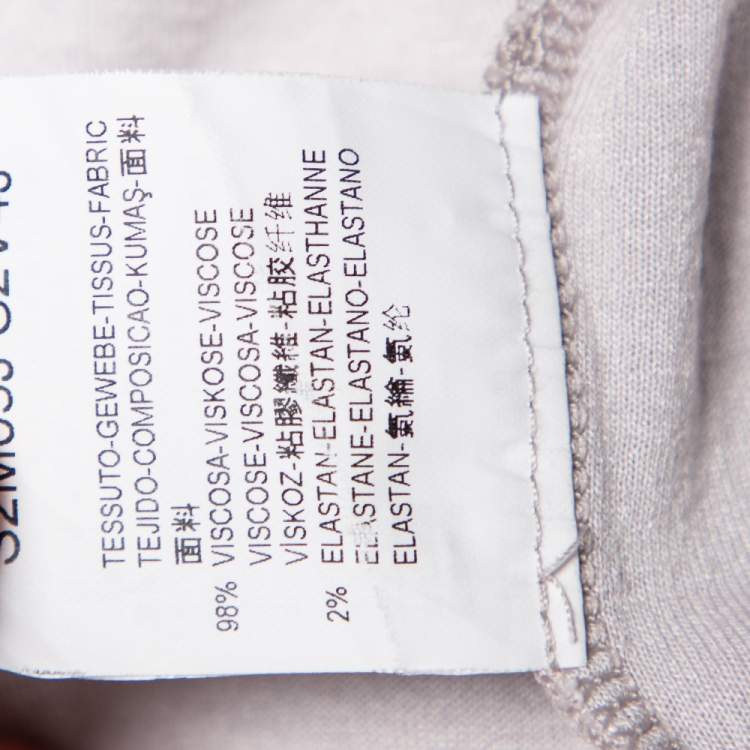 TESSUTO-GEWEBE-TISSUS-FABRIC
TEJIDO-COMPOSICAO-KUMAŞ-面料
面料
98% VISCOSA-VISKOSE-VISCOSE
VISCOSE-VISCOSA-VISCOSE
VİSKOZ-粘膠纖維-粘胶纤维
2% ELASTAN-ELASTAN-ELASTHANNE
ELASTANE-ELASTANO-ELASTANO
ELASTAN-氨綸-氨纶